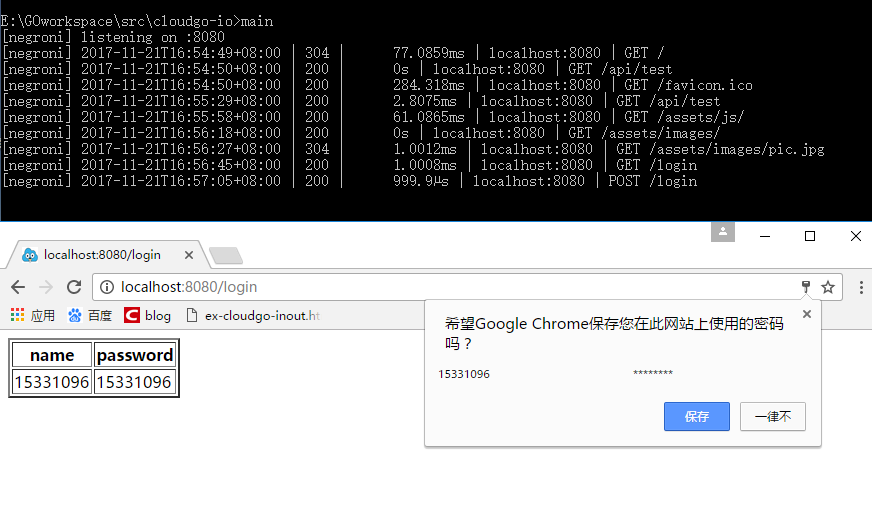 E:\GOworkspace\src\cloudgo-io>main
[negroni] listening on :8080
[negroni] 2017-11-21T16:54:49+08:00 | 304 | 77.0859ms | localhost:8080 | GET /
[negroni] 2017-11-21T16:54:50+08:00 | 200 | 0s | localhost:8080 | GET /api/test
[negroni] 2017-11-21T16:54:50+08:00 | 200 | 284.318ms | localhost:8080 | GET /favicon.ico
[negroni] 2017-11-21T16:55:29+08:00 | 200 | 2.8075ms | localhost:8080 | GET /api/test
[negroni] 2017-11-21T16:55:58+08:00 | 200 | 61.0865ms | localhost:8080 | GET /assets/js/
[negroni] 2017-11-21T16:56:18+08:00 | 200 | 0s | localhost:8080 | GET /assets/images/
[negroni] 2017-11-21T16:56:27+08:00 | 304 | 1.0012ms | localhost:8080 | GET /assets/images/pic.jpg
[negroni] 2017-11-21T16:56:45+08:00 | 200 | 1.0008ms | localhost:8080 | GET /login
[negroni] 2017-11-21T16:57:05+08:00 | 200 | 999.9µs | localhost:8080 | POST /login
localhost:8080/login
localhost:8080/login
应用 百度 C blog ex-cloudgo-inout.ht
希望Google Chrome保存您在此网站上使用的密码
吗？
name password
15331096 15331096
15331096 ********
保存 一律不